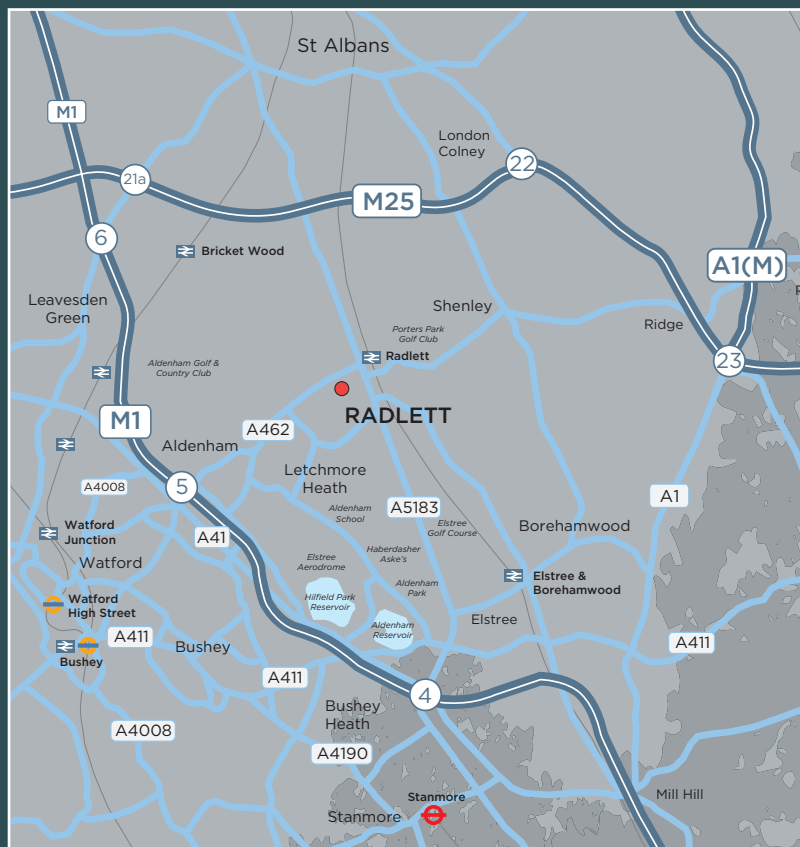 St Albans
M1
London
Colney
22
21a
M25
6
Bricket Wood
A1(M)
R
Leavesden
Green
Shenley
Ridge
Porters Park
Golf Club
Radlett
23
Aldenham Golf &
Country Club
RADLETT
M1
A462
Aldenham
Letchmore
Heath
A4008
5
A1
Aldenham
School
A5183
Elstree
Golf Course
Borehamwood
Watford
Junction
A41
Haberdasher
Aske's
Elstree
Aerodrome
Watford
Elstree &
Borehamwood
Aldenham
Park
Watford
High Street
Hilfield Park
Reservoir
Aldenham
Reservoir
Elstree
A411
A411
Bushey
Bushey
A411
4
Bushey
Heath
A4008
A4190
Stanmore
Mill Hill
Stanmore